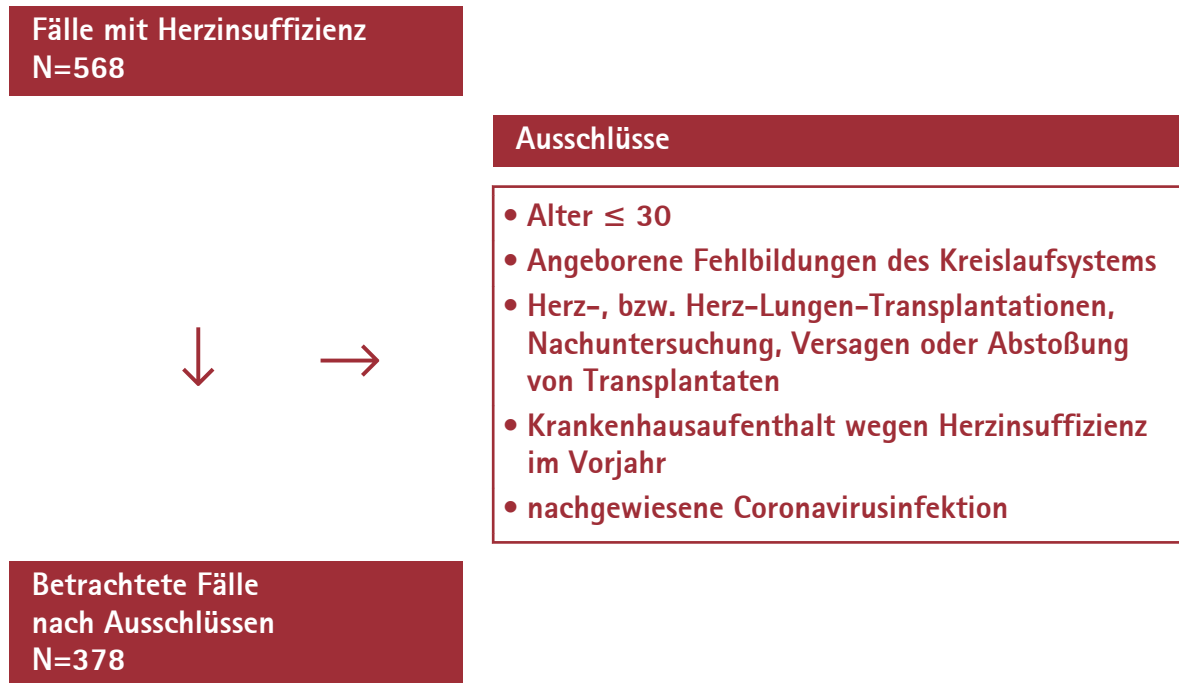 Fälle mit Herzinsuffizienz
N=568
Ausschlüsse
• Alter ≤ 30
• Angeborene Fehlbildungen des Kreislaufsystems
• Herz-, bzw. Herz-Lungen-Transplantationen,
Nachuntersuchung, Versagen oder Abstoßung
von Transplantaten
• Krankenhausaufenthalt wegen Herzinsuffizienz
im Vorjahr
• nachgewiesene Coronavirusinfektion
Betrachtete Fälle
nach Ausschlüssen
N=378